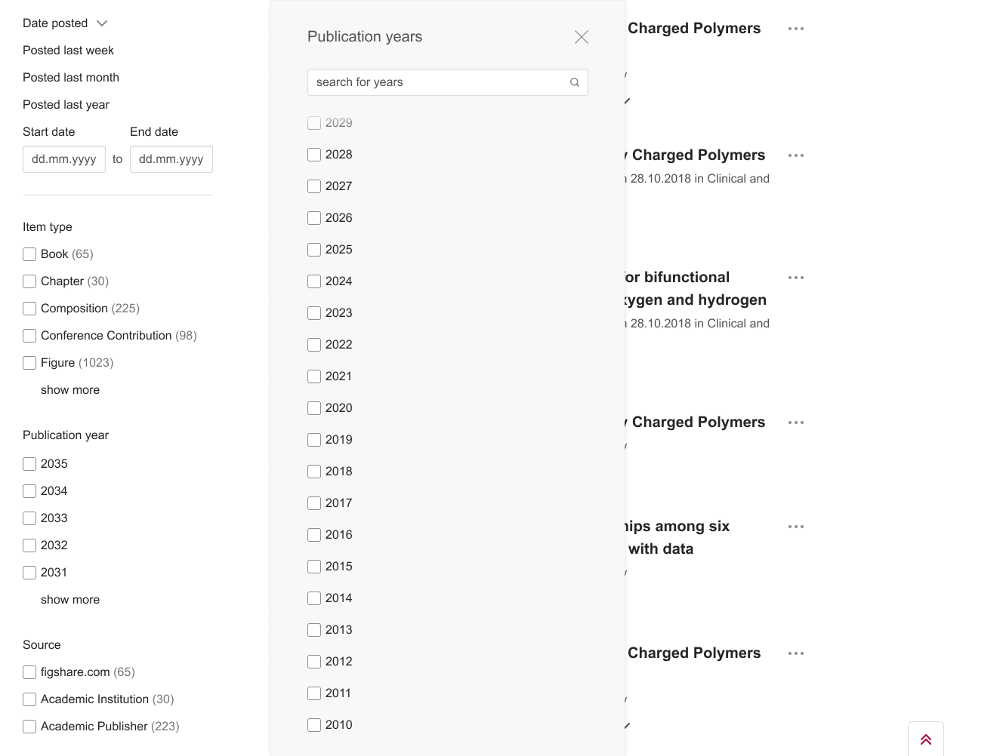 Date posted
Posted last week
Posted last month
Posted last year
Start date
End date
dd.mm.yyyy to dd.mm.yyyy
Item type
Book (65)
Chapter (30)
Composition (225)
Conference Contribution (98)
Figure (1023)
show more
Publication year
2035
2034
2033
2032
2031
show more
Source
figshare.com (65)
Academic Institution (30)
Academic Publisher (223)
Publication years
search for years
2029
2028
2027
2026
2025
2024
2023
2022
2021
2020
2019
2018
2017
2016
2015
2014
2013
2012
2011
2010
Charged Polymers
Charged Polymers
28.10.2018 in Clinical and
for bifunctional
and hydrogen
28.10.2018 in Clinical and
Charged Polymers
among six
with data
Charged Polymers